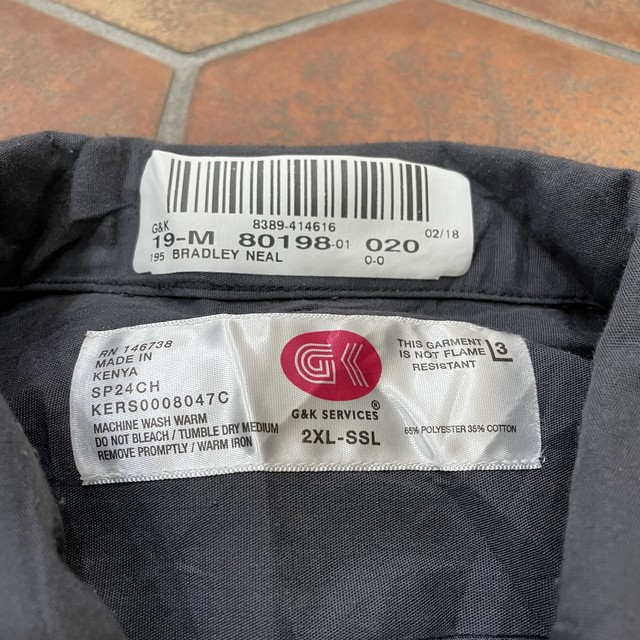 8389-414616
G&K
02/18
19-M 80198-01 020
195 BRADLEY NEAL
0-0
RN 146738
MADE IN
KENYA
SP24CH
KERS0008047C
MACHINE WASH WARM
DO NOT BLEACH / TUMBLE DRY MEDIUM
REMOVE PROMPTLY / WARM IRON
GK
®
G&K SERVICES
2XL-SSL
THIS GARMENT
IS NOT FLAME
RESISTANT
3
65% POLYESTER 35% COTTON